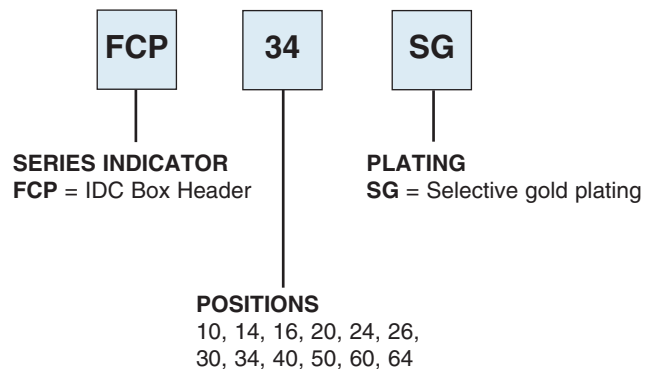 FCP 34 SG
SERIES INDICATOR
FCP = IDC Box Header
PLATING
SG = Selective gold plating
POSITIONS
10, 14, 16, 20, 24, 26,
30, 34, 40, 50, 60, 64